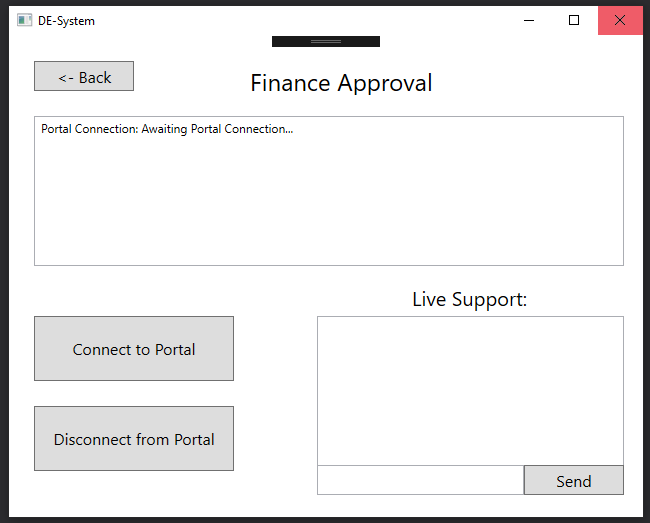 DE-System
<- Back
Finance Approval
Portal Connection: Awaiting Portal Connection...
Live Support:
Connect to Portal
Disconnect from Portal
Send